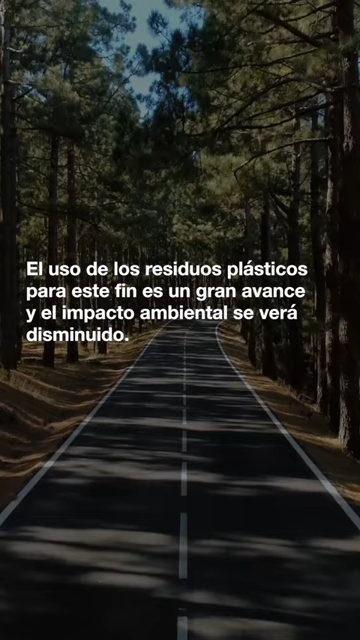 El uso de los residuos plásticos
para este fin es un gran avance
y el impacto ambiental se verá
disminuido.